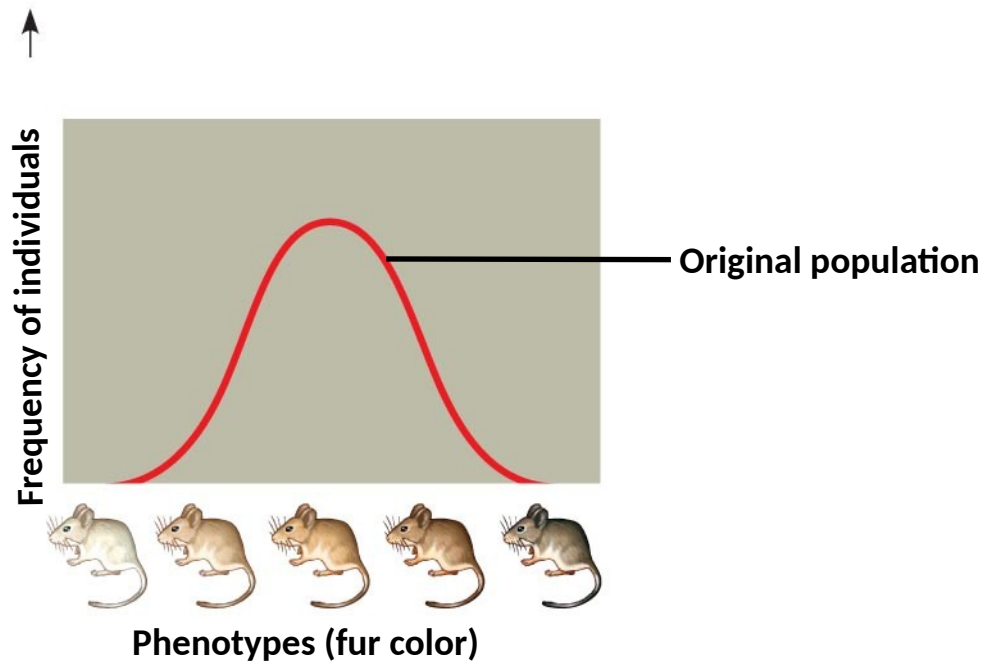 Frequency of individuals
Original population
Phenotypes (fur color)